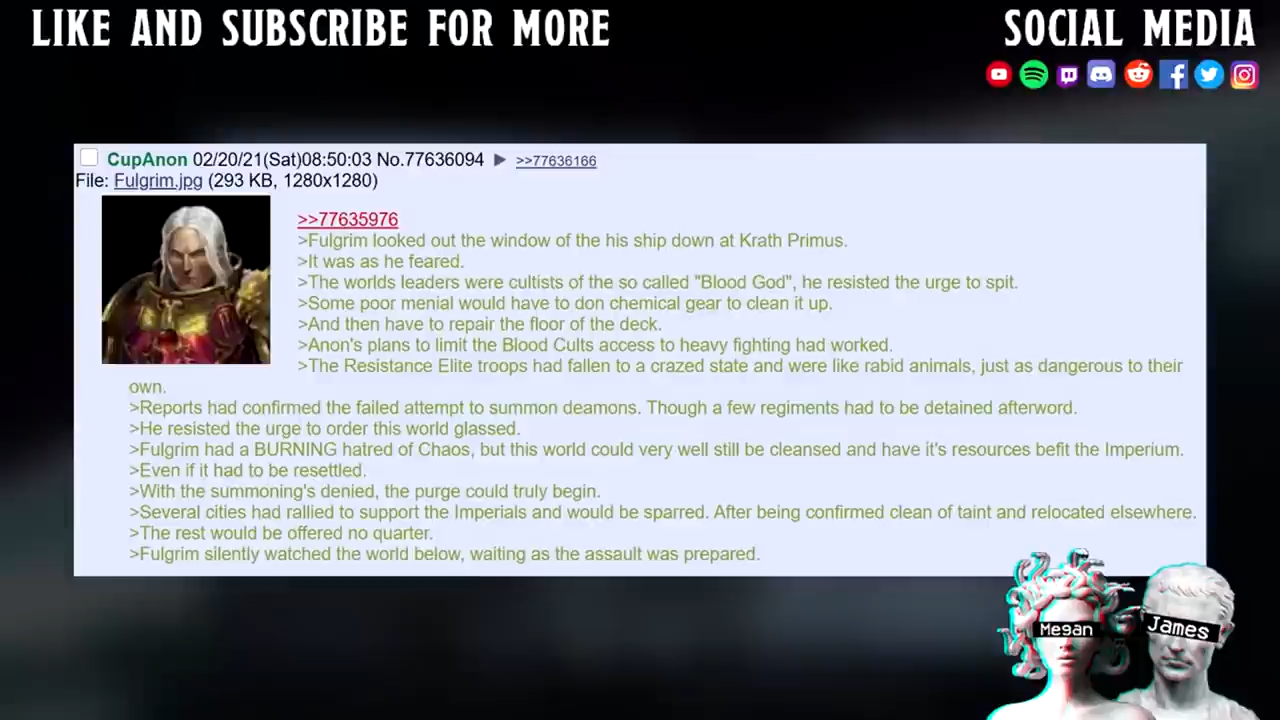 LIKE AND SUBSCRIBE FOR MORE
SOCIAL MEDIA
CupAnon 02/20/21(Sat)08:50:03 No.77636094 ▶ >>77636166
File: Fulgrim.jpg (293 KB, 1280x1280)
>>77635976
>Fulgrim looked out the window of the his ship down at Krath Primus.
>It was as he feared.
>The worlds leaders were cultists of the so called "Blood God", he resisted the urge to spit.
>Some poor menial would have to don chemical gear to clean it up.
>And then have to repair the floor of the deck.
>Anon's plans to limit the Blood Cults access to heavy fighting had worked.
>The Resistance Elite troops had fallen to a crazed state and were like rabid animals, just as dangerous to their
own.
>Reports had confirmed the failed attempt to summon deamons. Though a few regiments had to be detained afterword.
>He resisted the urge to order this world glassed.
>Fulgrim had a BURNING hatred of Chaos, but this world could very well still be cleansed and have it's resources befit the Imperium.
>Even if it had to be resettled.
>With the summoning's denied, the purge could truly begin.
>Several cities had rallied to support the Imperials and would be sparred. After being confirmed clean of taint and relocated elsewhere.
>The rest would be offered no quarter.
>Fulgrim silently watched the world below, waiting as the assault was prepared.
Megan
James